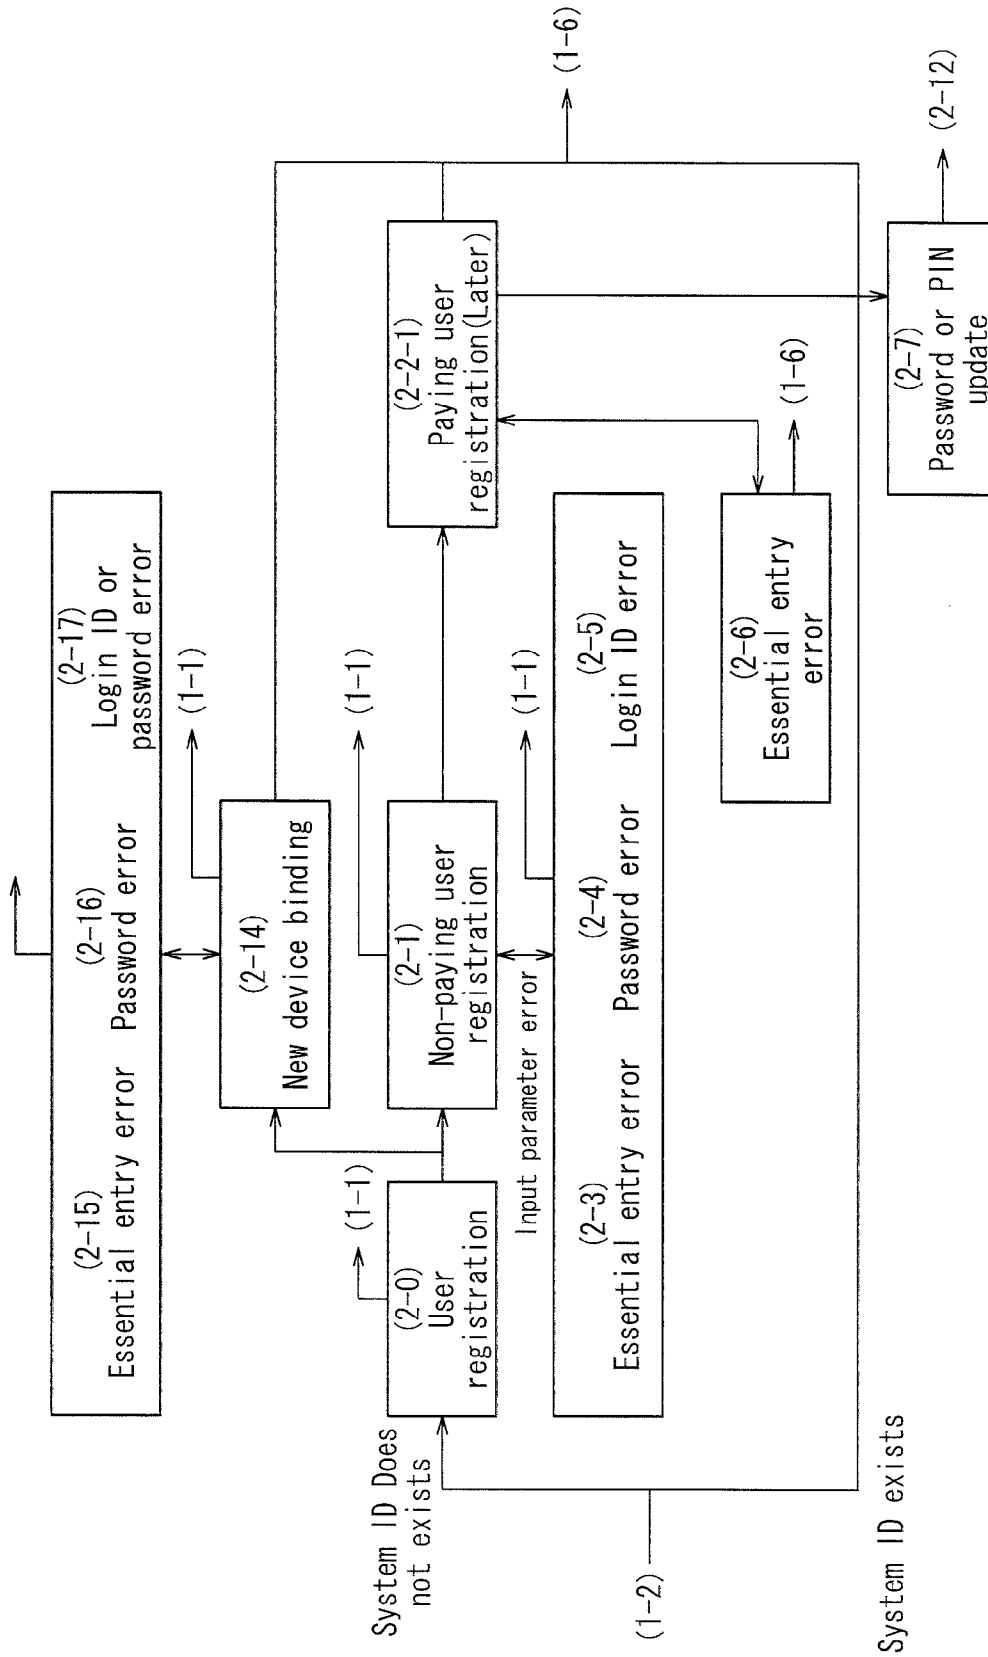 (2-15)
Essential entry error
(2-16)
Password error
(2-17)
Login ID or
password error
(1-1)
(2-14)
New device binding
(1-6)
(1-1)
System ID Does
not exists
(1-1)
(2-0)
User
registration
(2-1)
Non-paying user
registration
(2-2-1)
Paying user
registration(Later)
Input parameter error
(1-1)
(2-3)
Essential entry error
(2-4)
Password error
(2-5)
Login ID error
(1-2)
(2-6)
Essential entry
error
(1-6)
System ID exists
(2-7)
Password or PIN
update
(2-12)